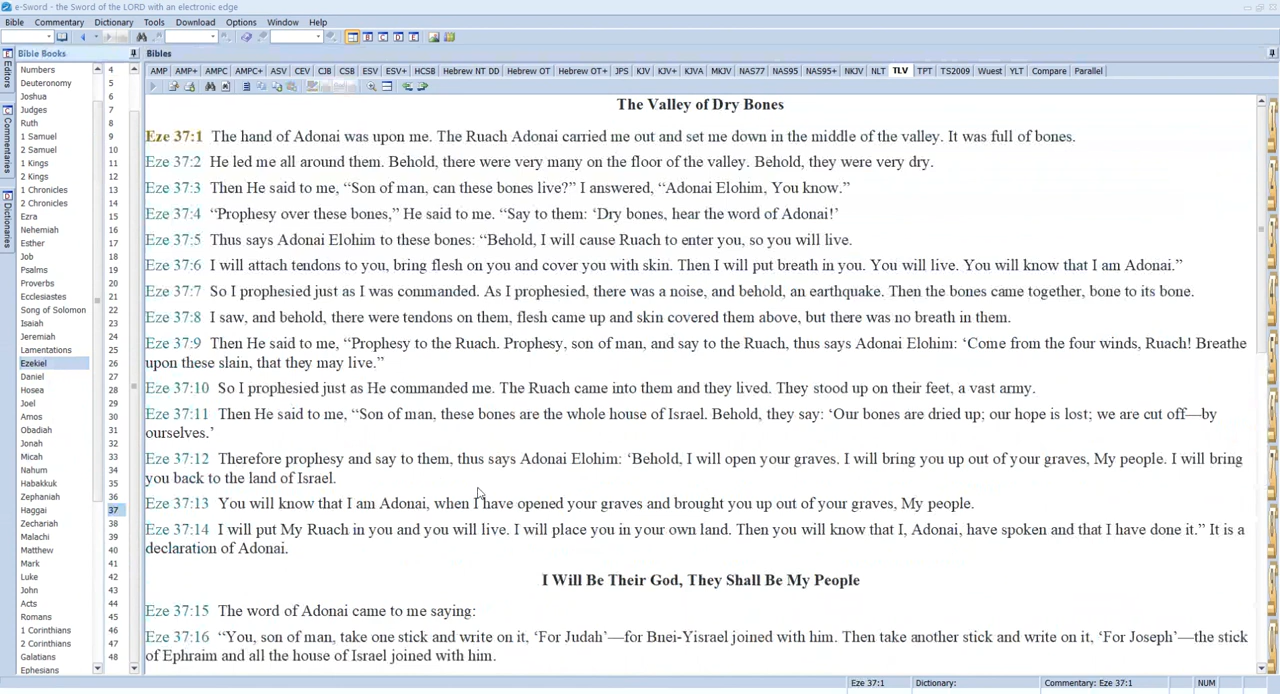 e-Sword - the Sword of the LORD with an electronic edge
Bible Commentary Dictionary Tools Download Options Window Help
Bible Books
Bibles
AMP AMP+ AMPC AMPC+ ASV CEV CJB CSB ESV ESV+ HCSB Hebrew NT DD Hebrew OT Hebrew OT+ JPS KJV KJV+ KJVA MKJV NAS77 NAS95 NAS95+ NKJV NLT TLV TPT TS2009 Wuest YLT Compare Parallel
Editors
Commentaries
Dictionaries
Numbers 4
Deuteronomy 5
Joshua 6
Judges 7
Ruth 8
1 Samuel 9
2 Samuel 10
1 Kings 11
2 Kings 12
1 Chronicles 13
2 Chronicles 14
Ezra 15
Nehemiah 16
Esther 17
Job 18
Psalms 19
Proverbs 20
Ecclesiastes 21
Song of Solomon 22
Isaiah 23
Jeremiah 24
Lamentations 25
Ezekiel 26
Daniel 27
Hosea 28
Joel 29
Amos 30
Obadiah 31
Jonah 32
Micah 33
Nahum 34
Habakkuk 35
Zephaniah 36
Haggai 37
Zechariah 38
Malachi 39
Matthew 40
Mark 41
Luke 42
John 43
Acts 44
Romans 45
1 Corinthians 46
2 Corinthians 47
Galatians 48
Ephesians
The Valley of Dry Bones
Eze 37:1 The hand of Adonai was upon me. The Ruach Adonai carried me out and set me down in the middle of the valley. It was full of bones.
Eze 37:2 He led me all around them. Behold, there were very many on the floor of the valley. Behold, they were very dry.
Eze 37:3 Then He said to me, “Son of man, can these bones live?” I answered, “Adonai Elohim, You know.”
Eze 37:4 “Prophesy over these bones,” He said to me. “Say to them: ‘Dry bones, hear the word of Adonai!’
Eze 37:5 Thus says Adonai Elohim to these bones: “Behold, I will cause Ruach to enter you, so you will live.
Eze 37:6 I will attach tendons to you, bring flesh on you and cover you with skin. Then I will put breath in you. You will live. You will know that I am Adonai.”
Eze 37:7 So I prophesied just as I was commanded. As I prophesied, there was a noise, and behold, an earthquake. Then the bones came together, bone to its bone.
Eze 37:8 I saw, and behold, there were tendons on them, flesh came up and skin covered them above, but there was no breath in them.
Eze 37:9 Then He said to me, “Prophesy to the Ruach. Prophesy, son of man, and say to the Ruach, thus says Adonai Elohim: ‘Come from the four winds, Ruach! Breathe
upon these slain, that they may live.”
Eze 37:10 So I prophesied just as He commanded me. The Ruach came into them and they lived. They stood up on their feet, a vast army.
Eze 37:11 Then He said to me, “Son of man, these bones are the whole house of Israel. Behold, they say: ‘Our bones are dried up; our hope is lost; we are cut off—by
ourselves.’
Eze 37:12 Therefore prophesy and say to them, thus says Adonai Elohim: ‘Behold, I will open your graves. I will bring you up out of your graves, My people. I will bring
you back to the land of Israel.
Eze 37:13 You will know that I am Adonai, when I have opened your graves and brought you up out of your graves, My people.
Eze 37:14 I will put My Ruach in you and you will live. I will place you in your own land. Then you will know that I, Adonai, have spoken and that I have done it.” It is a
declaration of Adonai.
I Will Be Their God, They Shall Be My People
Eze 37:15 The word of Adonai came to me saying:
Eze 37:16 “You, son of man, take one stick and write on it, ‘For Judah’—for Bnei-Yisrael joined with him. Then take another stick and write on it, ‘For Joseph’—the stick
of Ephraim and all the house of Israel joined with him.
Eze 37:1 Dictionary: Commentary: Eze 37:1 NUM